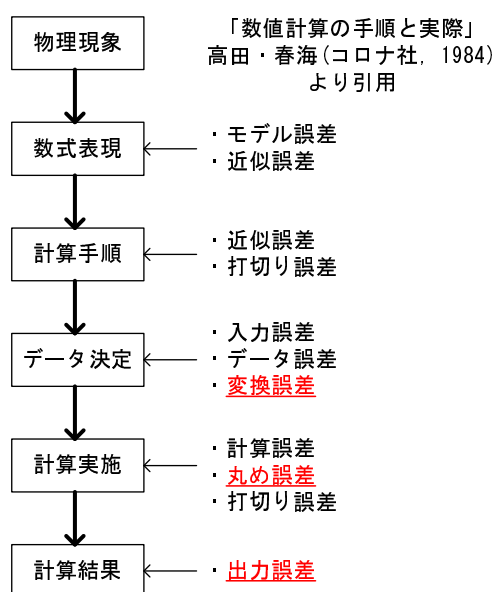 物理現象
「数値計算の手順と実際」
高田・春海(コロナ社, 1984)
より引用
数式表現
・モデル誤差
・近似誤差
計算手順
・近似誤差
・打切り誤差
データ決定
・入力誤差
・データ誤差
・変換誤差
計算実施
・計算誤差
・丸め誤差
・打切り誤差
計算結果
・出力誤差